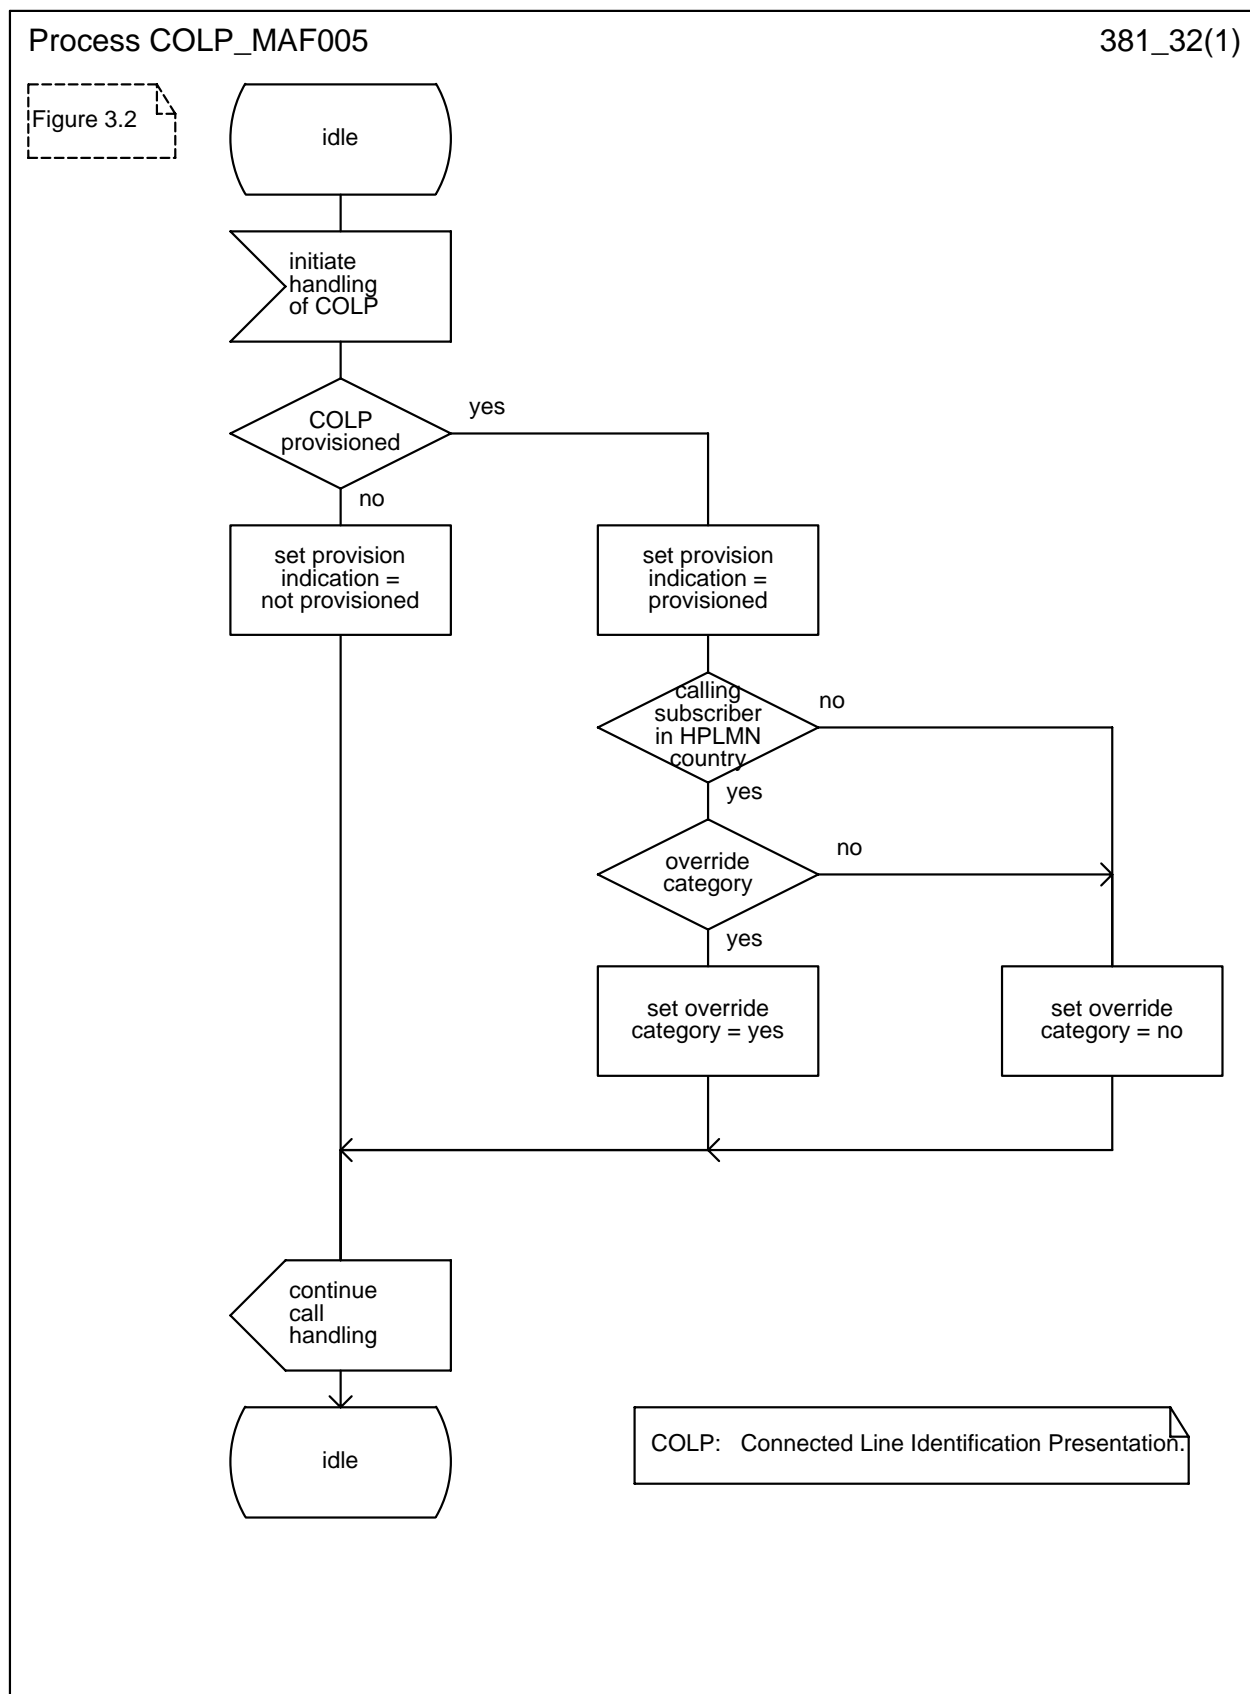 Process COLP_MAF005
381_32(1)
Figure 3.2
idle
initiate
handling
of COLP
COLP
provisioned
yes
no
set provision
indication =
not provisioned
set provision
indication =
provisioned
calling
subscriber
in HPLMN
country
no
yes
override
category
no
yes
set override
category = yes
set override
category = no
continue
call
handling
idle
COLP: Connected Line Identification Presentation.